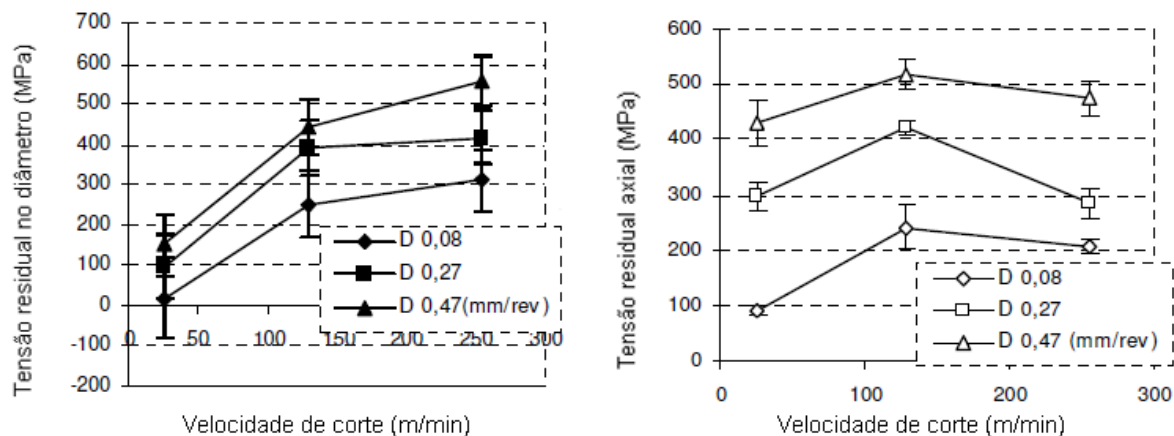 Tensão residual no diâmetro (MPa)
700
600
500
400
300
200
100
0
-100
-200
0
50
100
150
200
250
300
D 0,08
D 0,27
D 0,47(mm/rev)
Velocidade de corte (m/min)
Tensão residual axial (MPa)
600
500
400
300
200
100
0
0
100
200
300
D 0,08
D 0,27
D 0,47 (mm/rev)
Velocidade de corte (m/min)